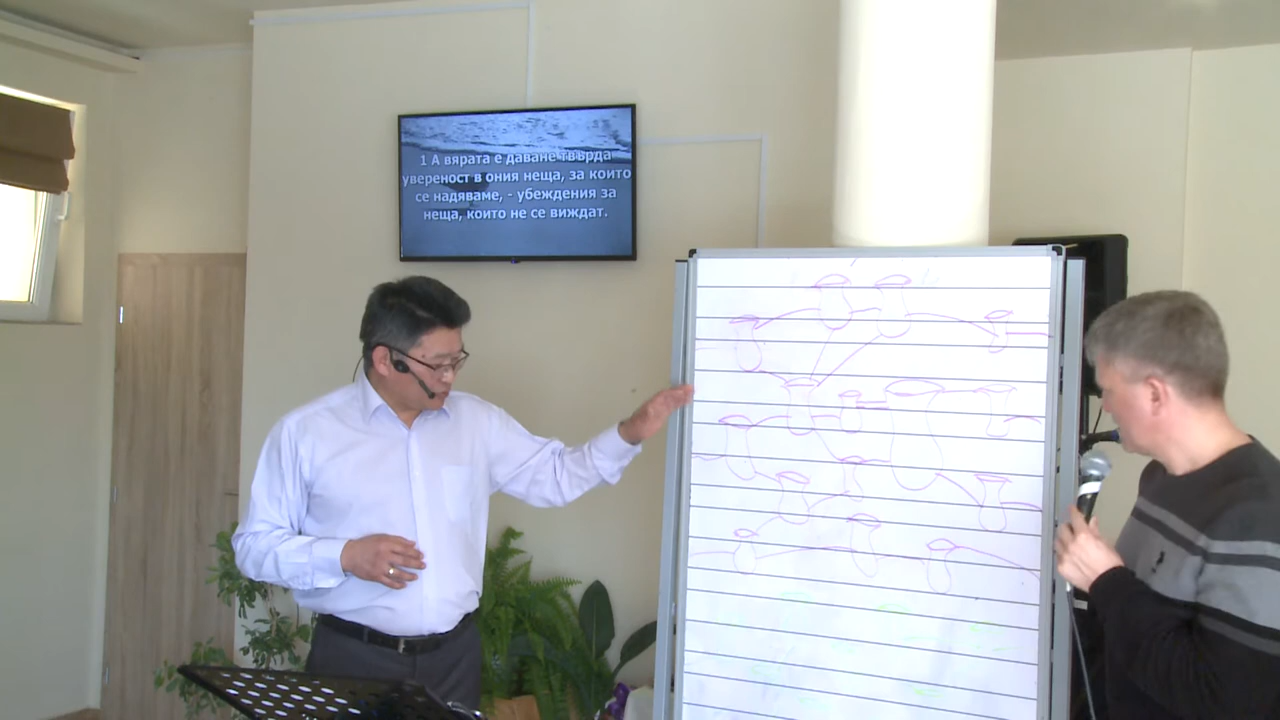 1 А вярата е даване твърда
увереност в ония неща, за които
се надяваме, - убеждения за
неща, които не се виждат.